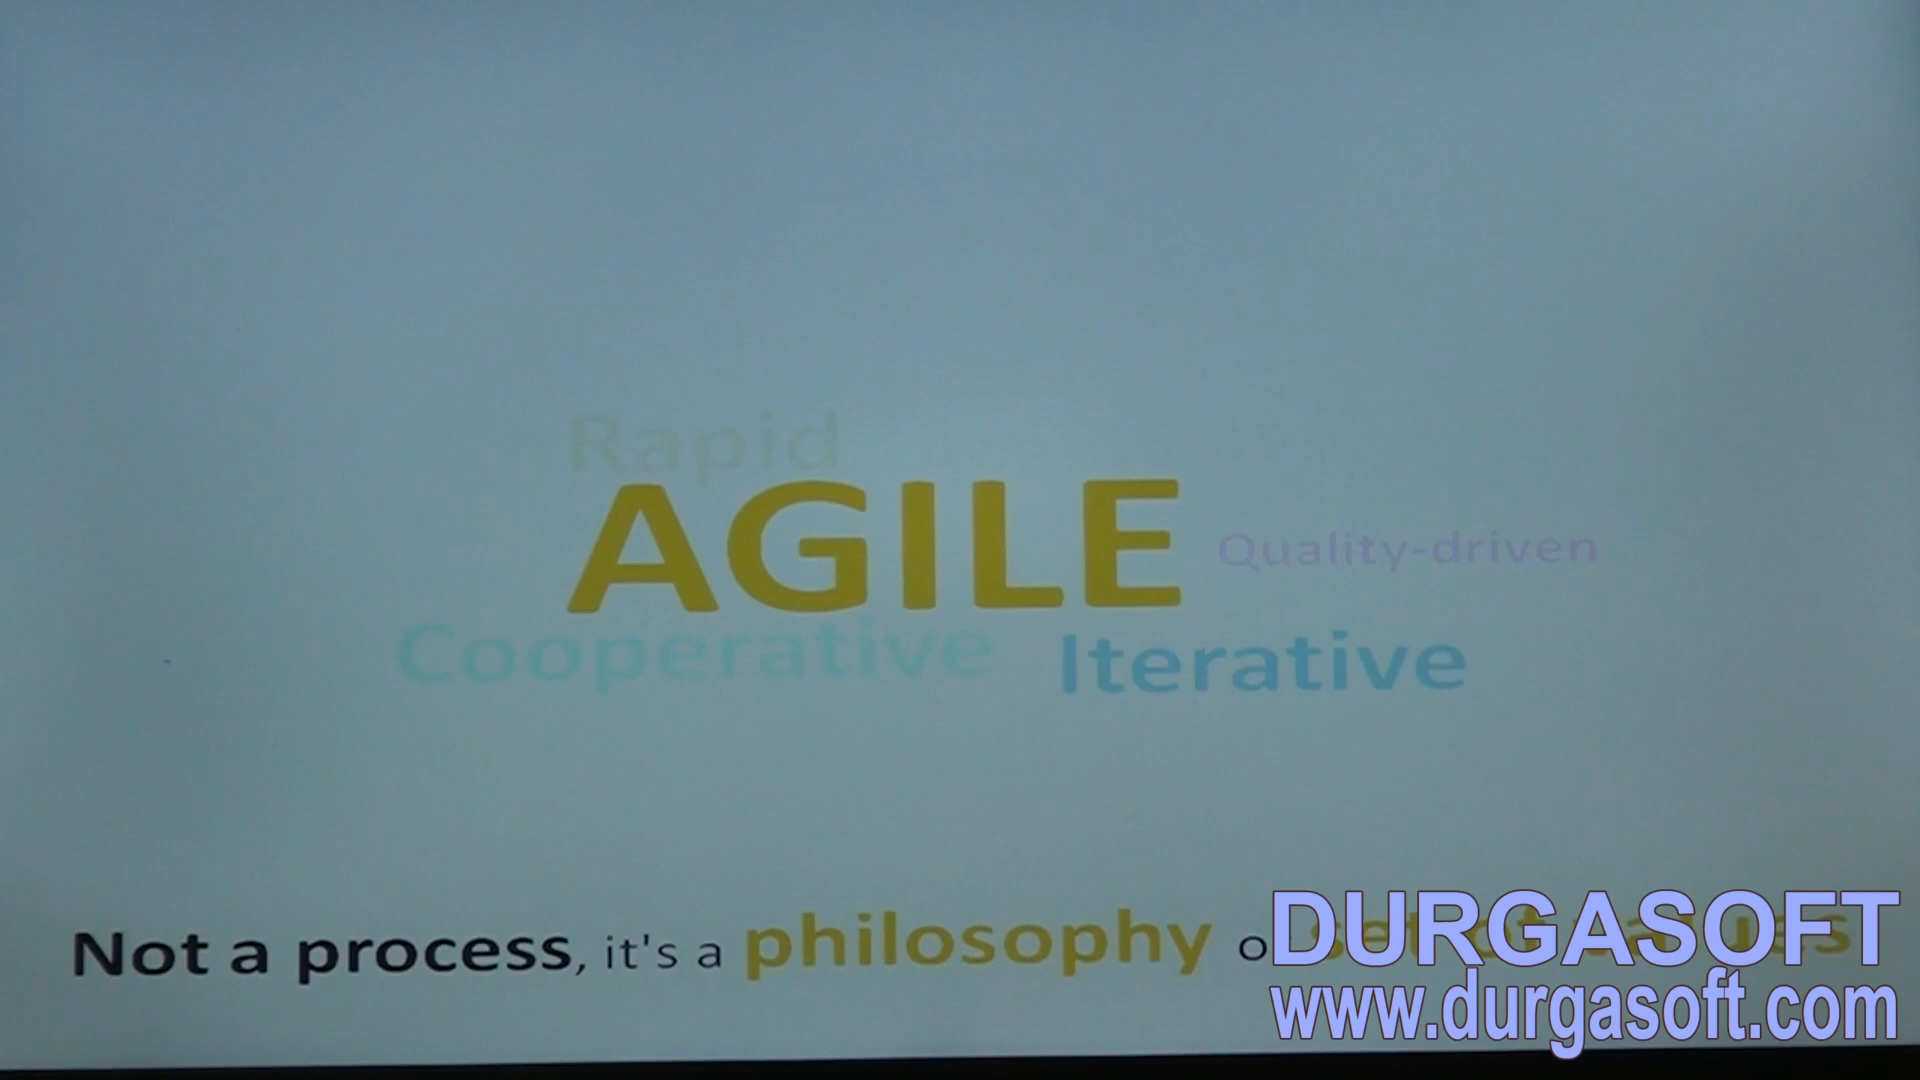 Rapid
AGILE
Quality-driven
Cooperative Iterative
Not a process, it's a philosophy
DURGASOFT
www.durgasoft.com